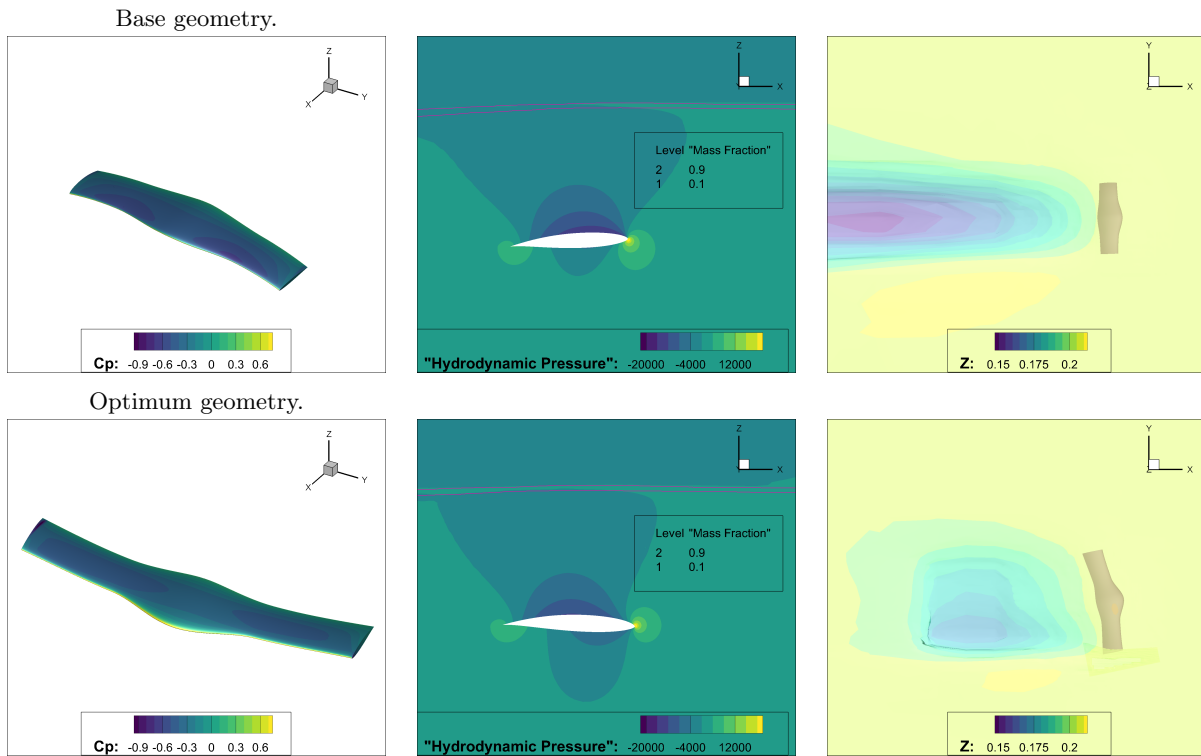 Base geometry.
Z
X
Y
Cp: -0.9 -0.6 -0.3 0 0.3 0.6
Z
Y
X
Level "Mass Fraction"
2 0.9
1 0.1
"Hydrodynamic Pressure": -20000 -4000 12000
Y
Z
X
Z: 0.15 0.175 0.2
Optimum geometry.
Z
X
Y
Cp: -0.9 -0.6 -0.3 0 0.3 0.6
Z
Y
X
Level "Mass Fraction"
2 0.9
1 0.1
"Hydrodynamic Pressure": -20000 -4000 12000
Y
Z
X
Z: 0.15 0.175 0.2